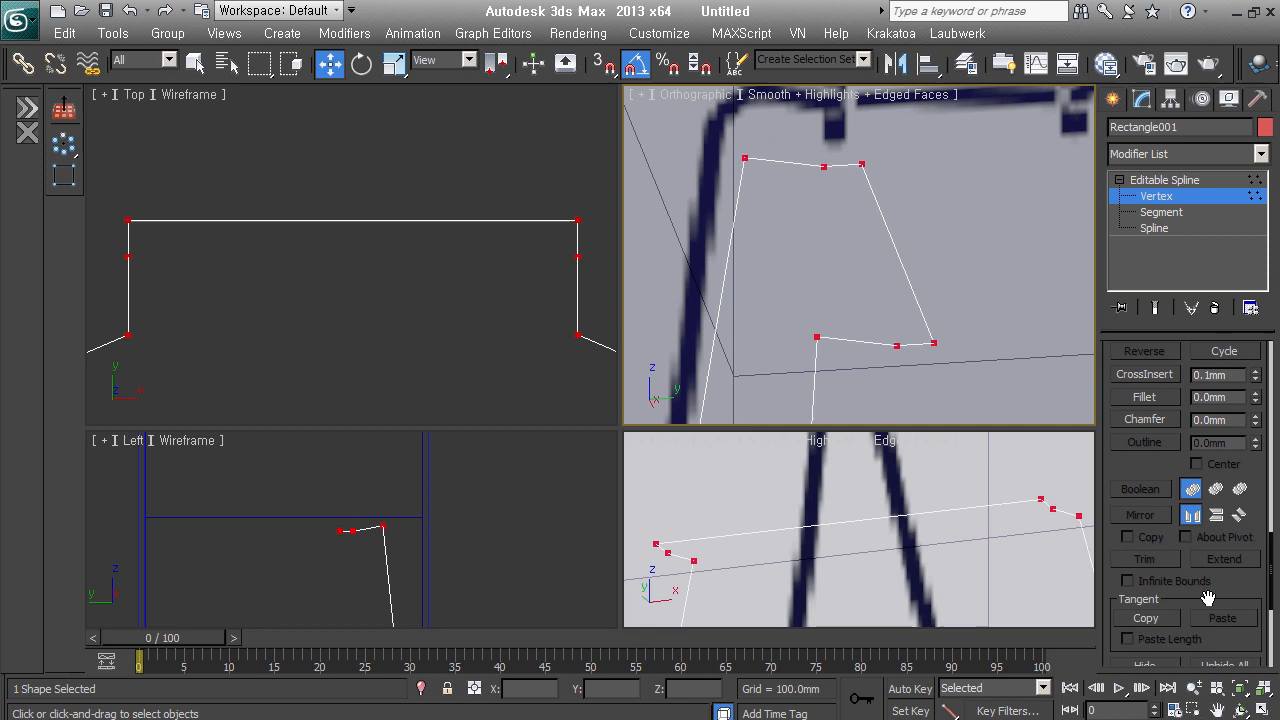 Workspace: Default
Autodesk 3ds Max 2013 x64 Untitled
Type a keyword or phrase
Edit Tools Group Views Create Modifiers Animation Graph Editors Rendering Customize MAXScript VN Help Krakatoa Laubwerk
All
View
3
Create Selection Set
[ + ] [ Top ] Wireframe ]
[ + ] [ Orthographic ] Smooth + Highlights + Edged Faces ]
Rectangle001
Modifier List
Editable Spline
Vertex
Segment
Spline
Reverse Cycle
CrossInsert 0.1mm
Fillet 0.0mm
Chamfer 0.0mm
Outline 0.0mm
Center
Boolean
Mirror
Copy About Pivot
Trim Extend
Infinite Bounds
Tangent
Copy Paste
Paste Length
Hide Unhide All
[ + ] [ Left ] Wireframe ]
y
x
z
z
y
x
z
y
z
y
x
< 0 / 100 >
0 5 10 15 20 25 30 35 40 45 50 55 60 65 70 75 80 85 90 95 100
1 Shape Selected
X: Y: Z:
Grid = 100.0mm
Auto Key Selected
Click or click-and-drag to select objects
Add Time Tag
Set Key Key Filters...
0